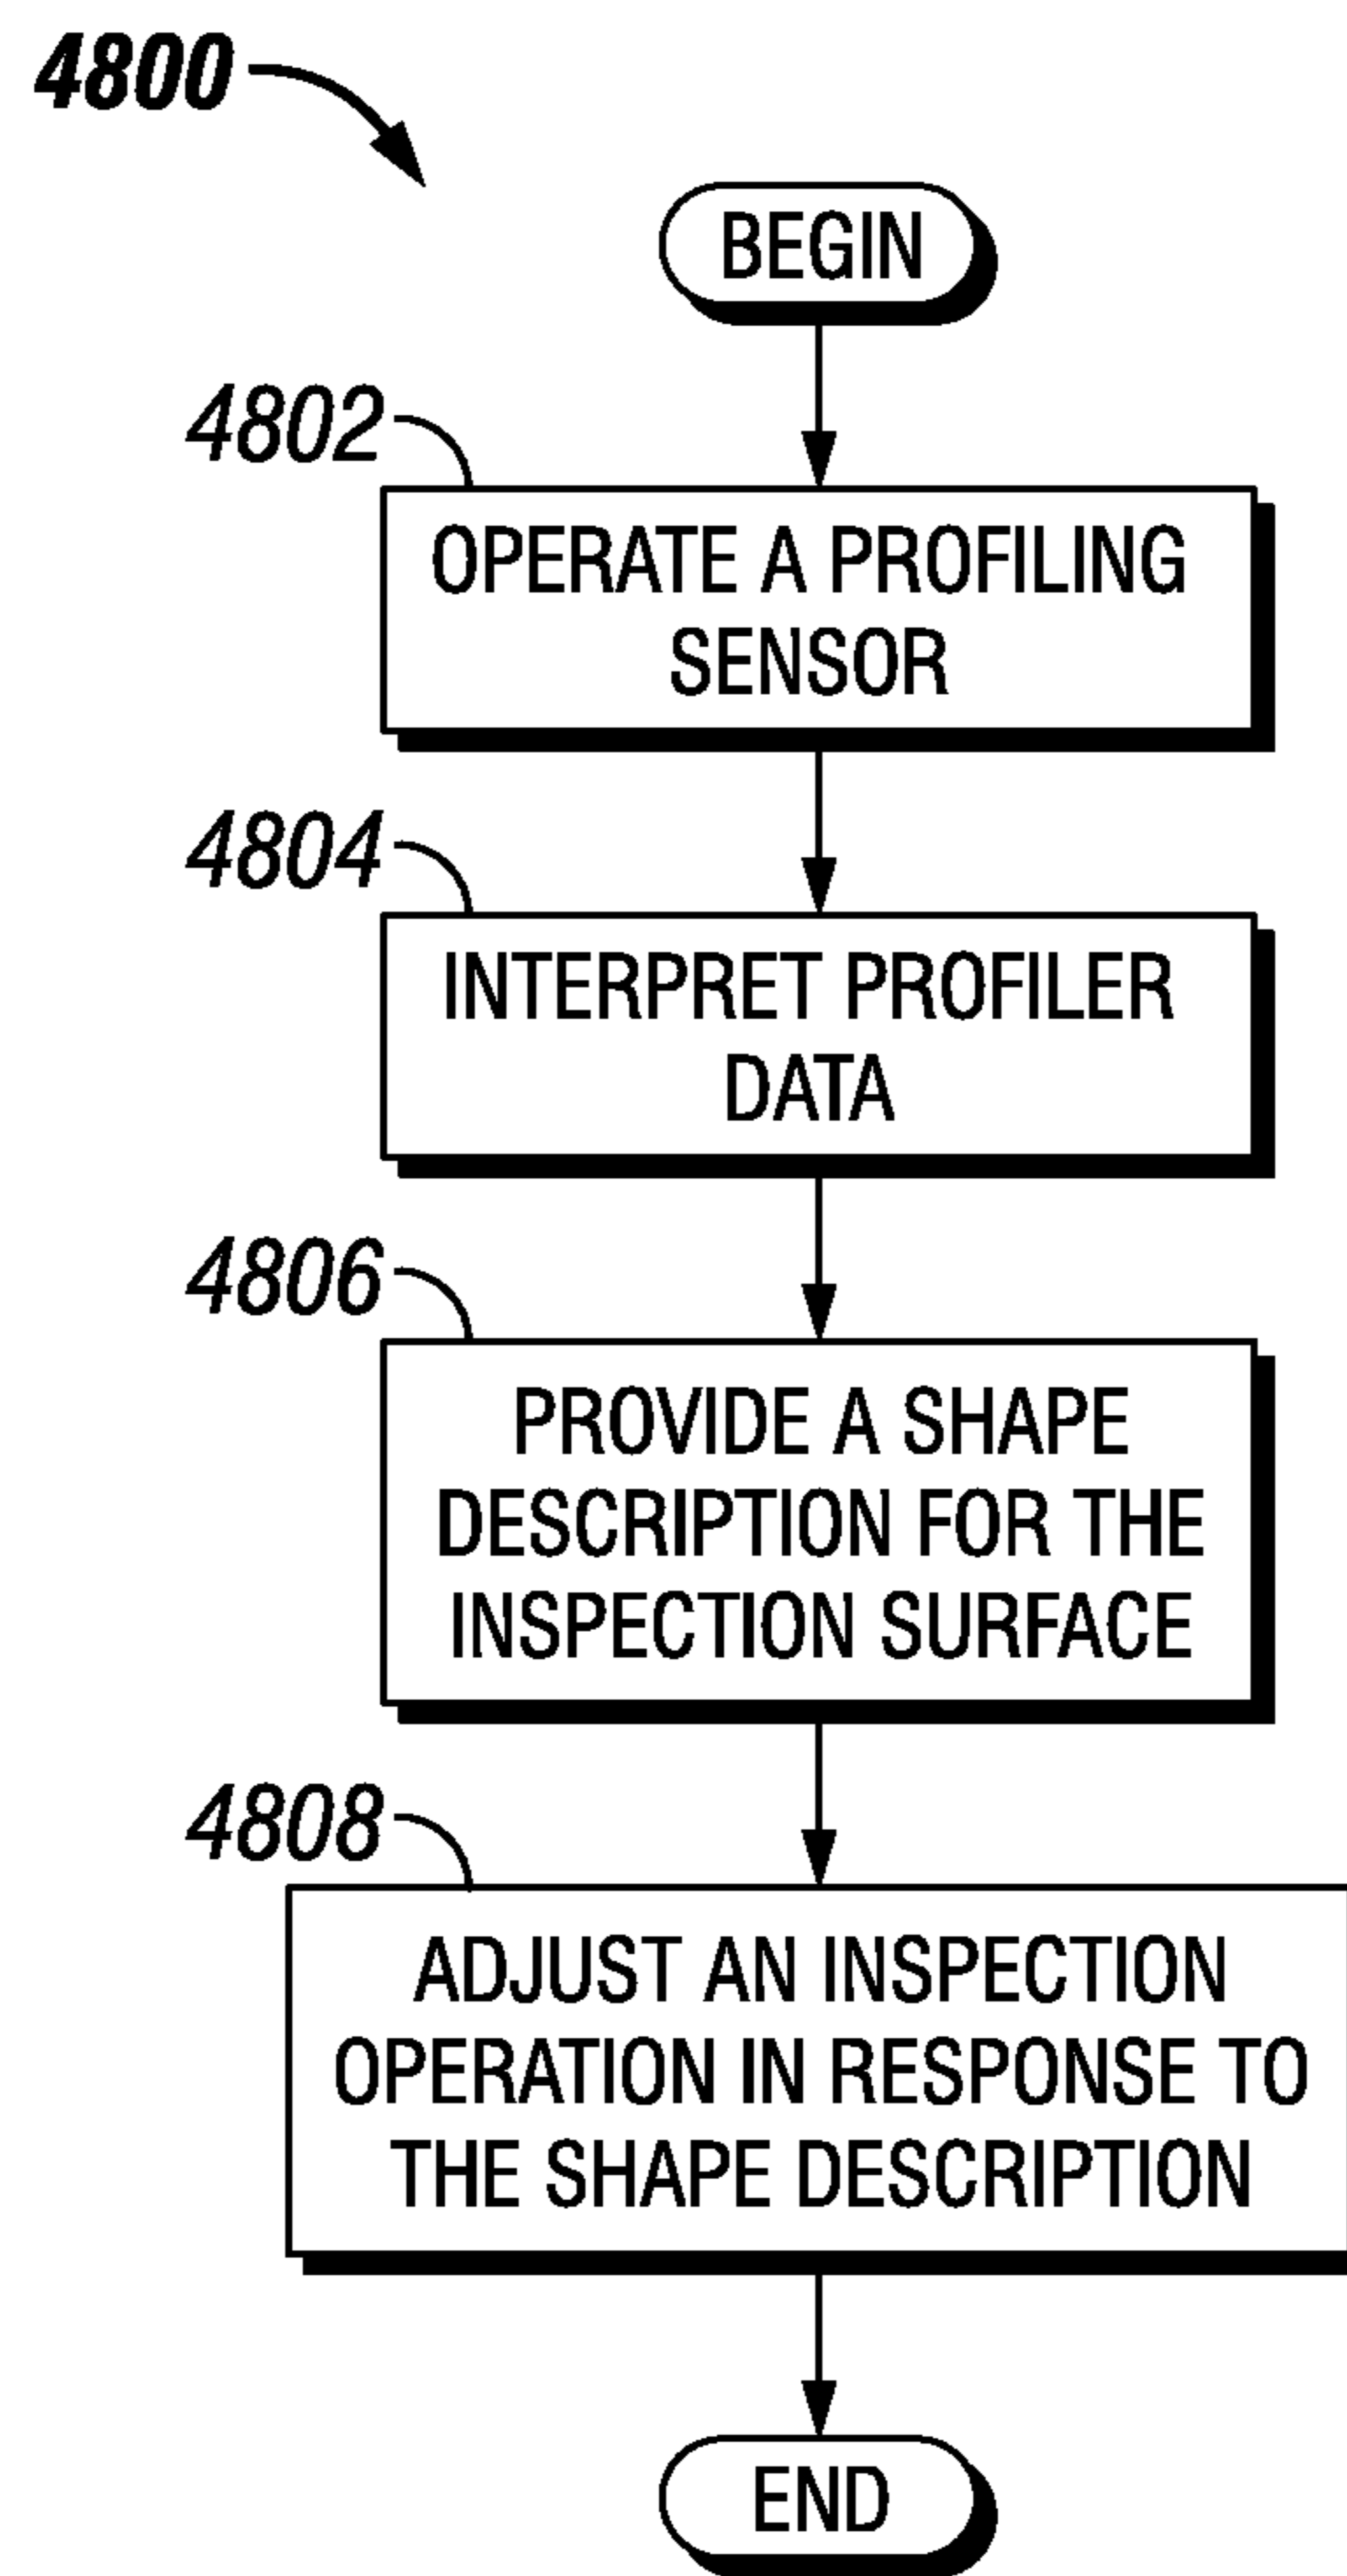 4800
BEGIN
4802
OPERATE A PROFILING
SENSOR
4804
INTERPRET PROFILER
DATA
4806
PROVIDE A SHAPE
DESCRIPTION FOR THE
INSPECTION SURFACE
4808
ADJUST AN INSPECTION
OPERATION IN RESPONSE TO
THE SHAPE DESCRIPTION
END